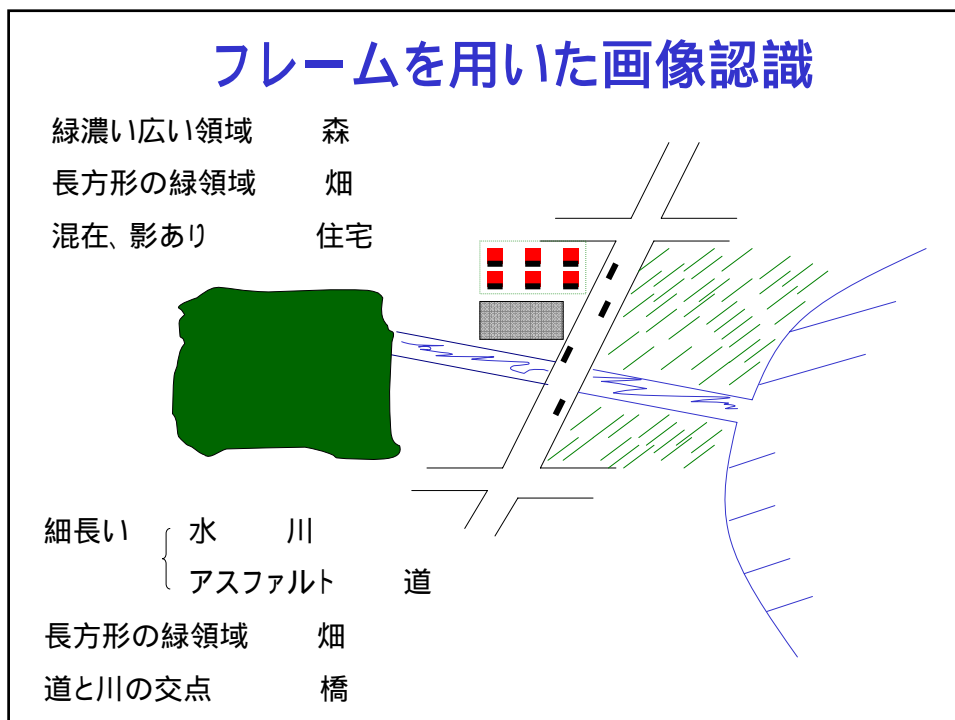 フレームを用いた画像認識
緑濃い広い領域 森
長方形の緑領域 畑
混在、影あり 住宅
細長い 水 川
アスファルト 道
長方形の緑領域 畑
道と川の交点 橋